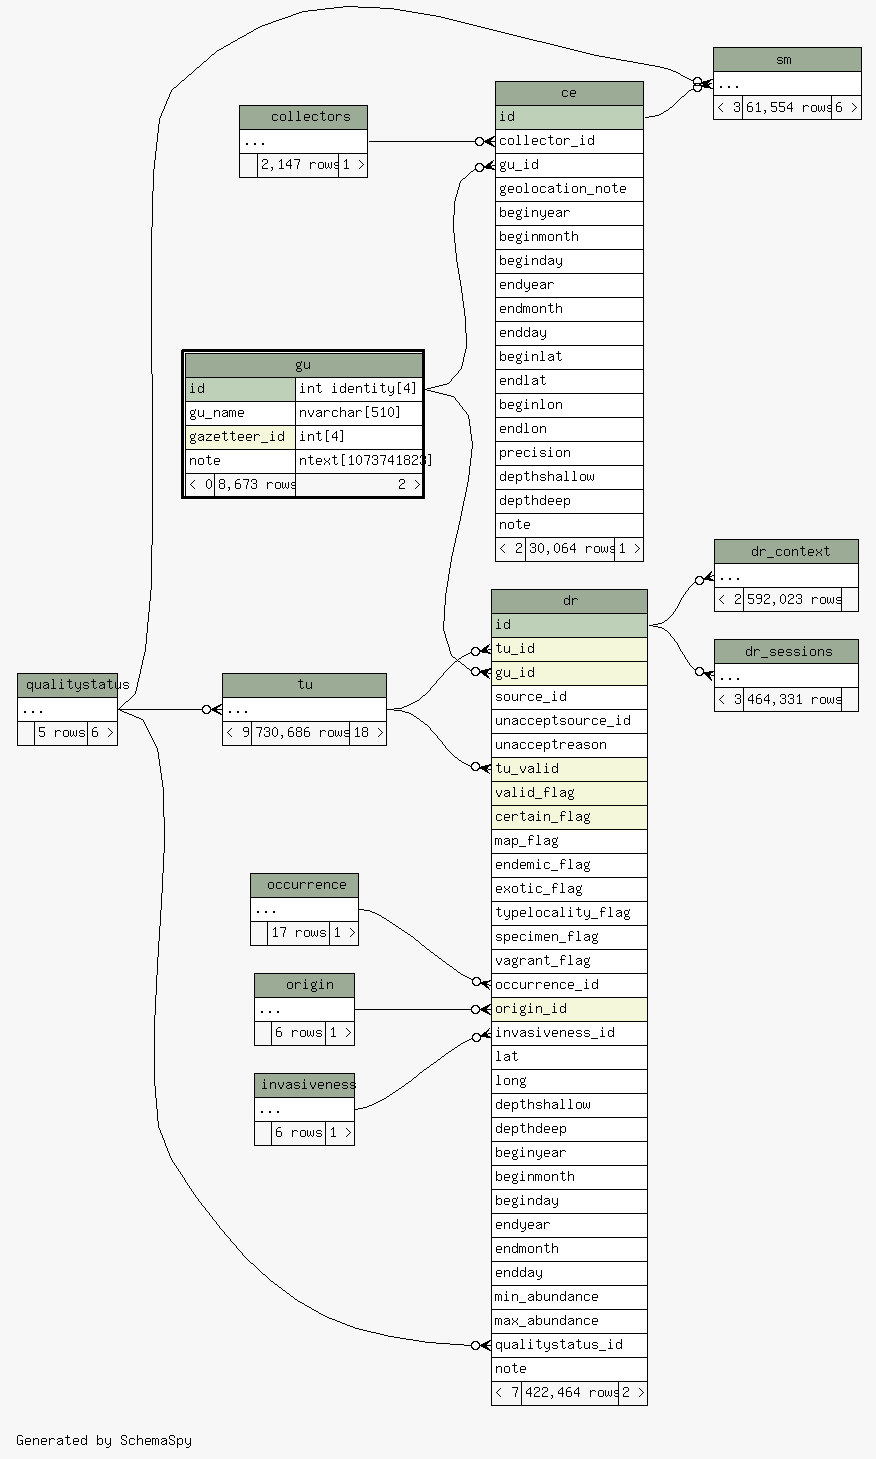 sm
...
< 3 61,554 rows 6 >
ce
id
collector_id
gu_id
geolocation_note
beginyear
beginmonth
beginday
endyear
endmonth
endday
beginlat
endlat
beginlon
endlon
precision
depthshallow
depthdeep
note
< 2 30,064 rows 1 >
collectors
...
2,147 rows 1 >
gu
id int identity[4]
gu_name nvarchar[510]
gazetteer_id int[4]
note ntext[1073741823]
< 0 8,673 rows 2 >
dr_context
...
< 2 592,023 rows
dr_sessions
...
< 3 464,331 rows
dr
id
tu_id
gu_id
source_id
unacceptsource_id
unacceptreason
tu_valid
valid_flag
certain_flag
map_flag
endemic_flag
exotic_flag
typelocality_flag
specimen_flag
vagrant_flag
occurrence_id
origin_id
invasiveness_id
lat
long
depthshallow
depthdeep
beginyear
beginmonth
beginday
endyear
endmonth
endday
min_abundance
max_abundance
qualitystatus_id
note
< 7 422,464 rows 2 >
qualitystatus
...
5 rows 6 >
tu
...
< 9 730,686 rows 18 >
occurrence
...
17 rows 1 >
origin
...
6 rows 1 >
invasiveness
...
6 rows 1 >
Generated by SchemaSpy